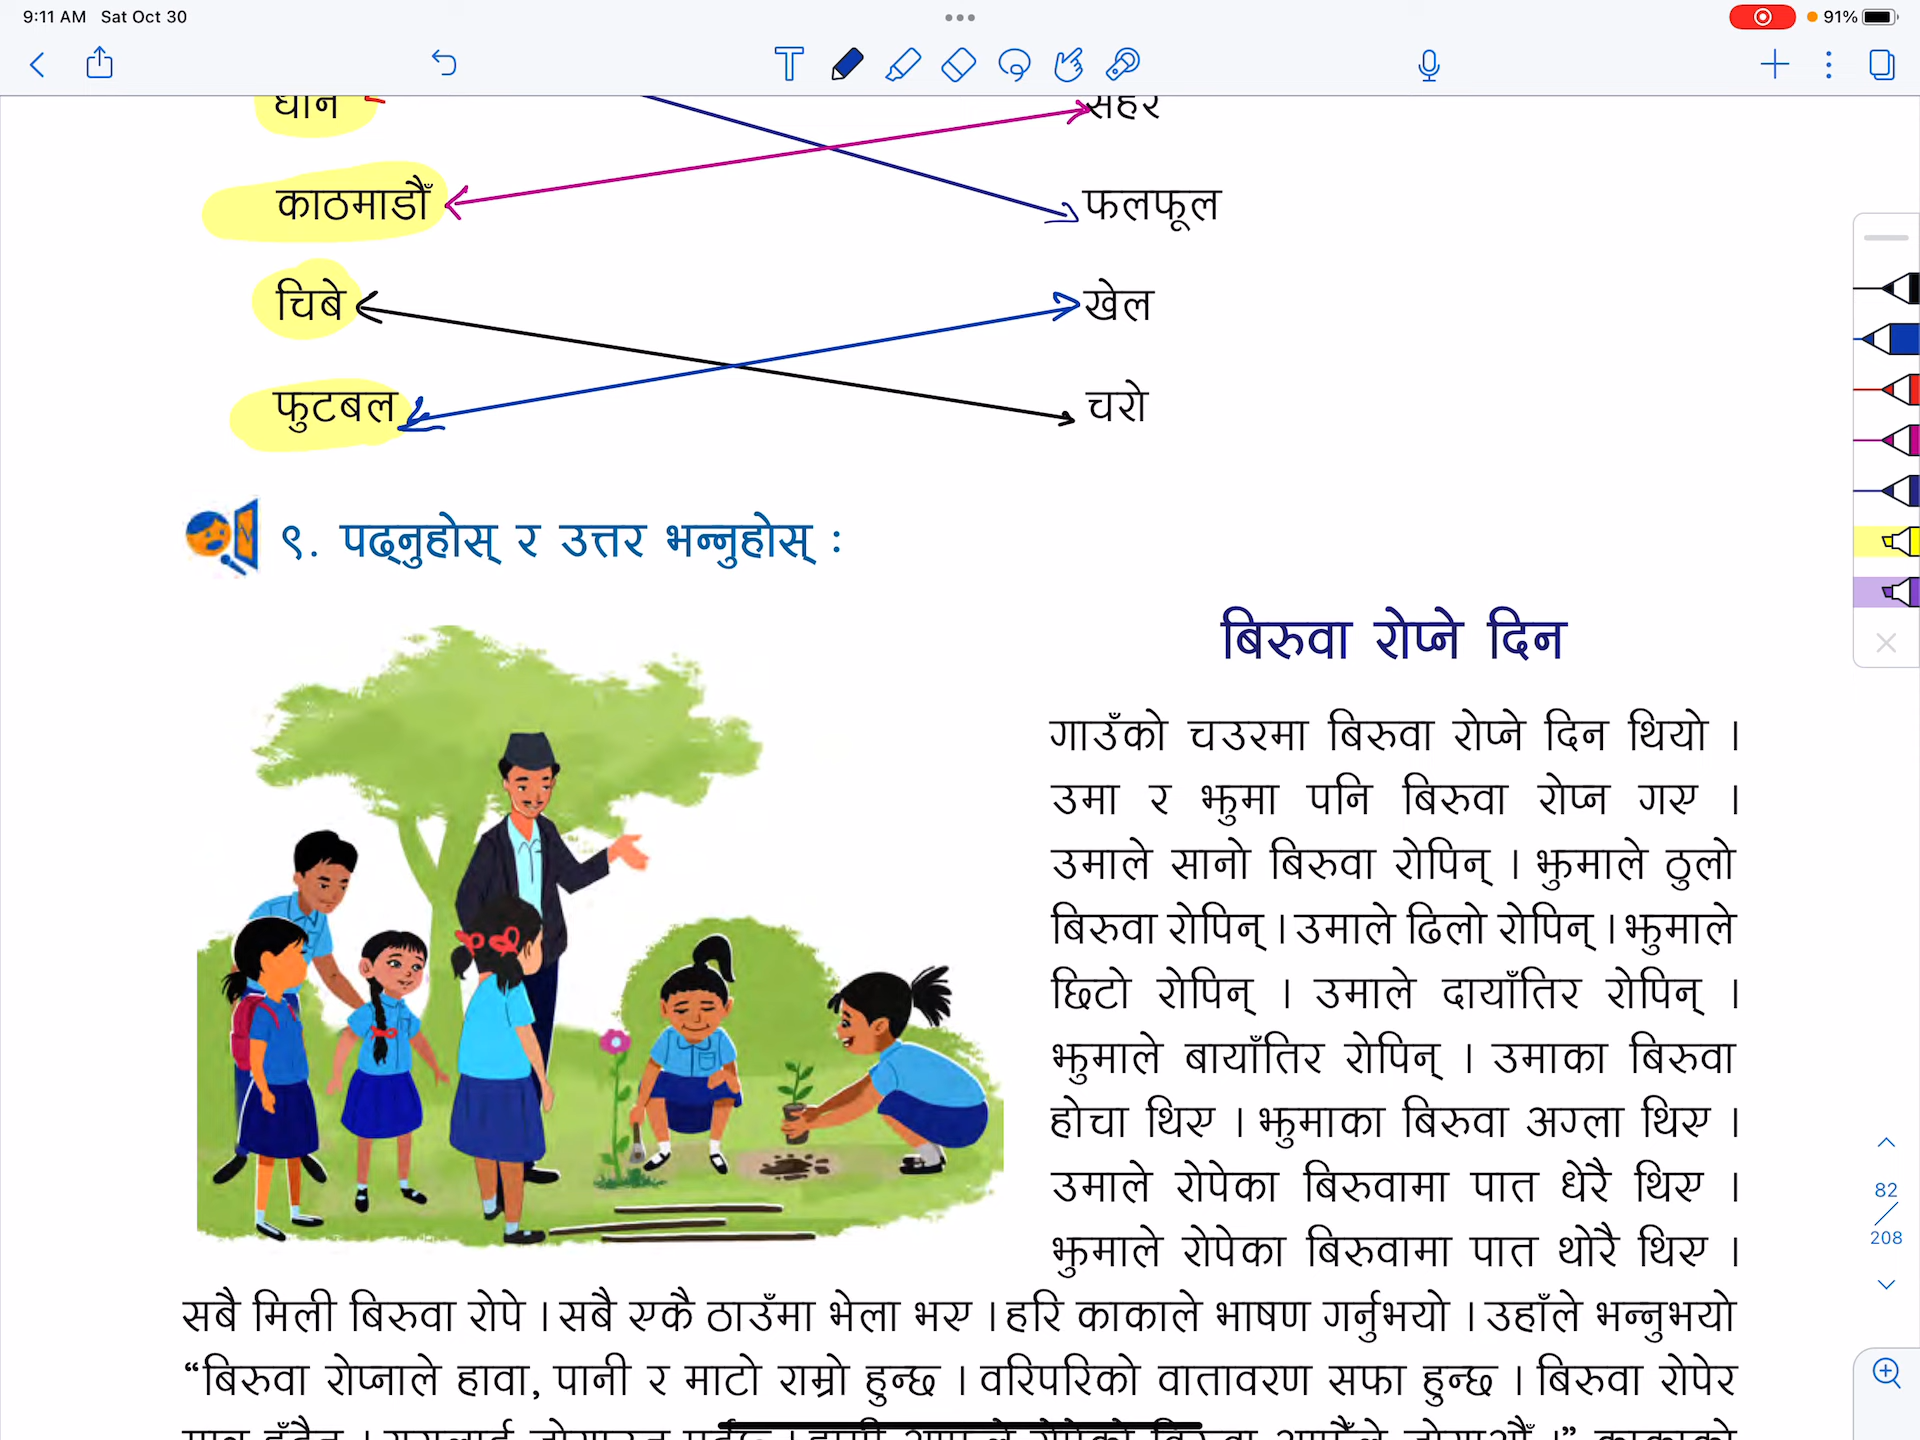 9:11 AM Sat Oct 30
91%
धान
सहर
काठमाडौँ
फलफूल
चिबे
खेल
फुटबल
चरो
९. पढ्नुहोस् र उत्तर भन्नुहोस् :
बिरुवा रोप्ने दिन
गाउँको चउरमा बिरुवा रोप्ने दिन थियो ।
उमा र झुमा पनि बिरुवा रोप्न गए ।
उमाले सानो बिरुवा रोपिन् । झुमाले ठुलो
बिरुवा रोपिन् । उमाले ढिलो रोपिन् । झुमाले
छिटो रोपिन् । उमाले दायाँतिर रोपिन् ।
झुमाले बायाँतिर रोपिन् । उमाका बिरुवा
होचा थिए । झुमाका बिरुवा अग्ला थिए ।
उमाले रोपेका बिरुवामा पात धेरै थिए ।
झुमाले रोपेका बिरुवामा पात थोरै थिए ।
सबै मिली बिरुवा रोपे । सबै एकै ठाउँमा भेला भए । हरि काकाले भाषण गर्नुभयो । उहाँले भन्नुभयो
“बिरुवा रोप्नाले हावा, पानी र माटो राम्रो हुन्छ । वरिपरिको वातावरण सफा हुन्छ । बिरुवा रोपेर
82
208